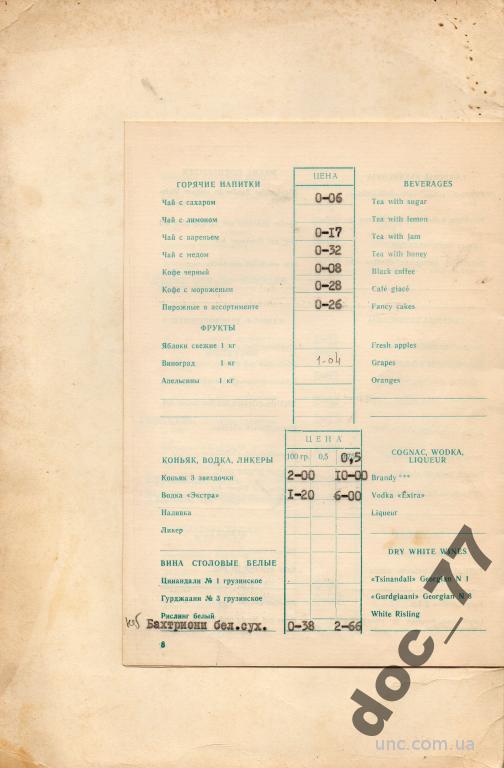 ЦЕНА
ГОРЯЧИЕ НАПИТКИ BEVERAGES
Чай с сахаром 0-06 Tea with sugar
Чай с лимоном Tea with lemon
Чай с вареньем 0-17 Tea with jam
Чай с медом 0-32 Tea with honey
Кофе черный 0-08 Black coffee
Кофе с мороженым 0-28 Café glacé
Пирожные в ассортименте 0-26 Fancy cakes
ФРУКТЫ
Яблоки свежие 1 кг Fresh apples
Виноград 1 кг 1-04 Grapes
Апельсины 1 кг Oranges
ЦЕНА
КОНЬЯК, ВОДКА, ЛИКЕРЫ 100 гр. 0,5 0,5 COGNAC, WODKA, LIQUEUR
Коньяк 3 звездочки 2-00 10-00 Brandy ***
Водка «Экстра» 1-20 6-00 Vodka «Extra»
Наливка Liqueur
Ликер
ВИНА СТОЛОВЫЕ БЕЛЫЕ DRY WHITE WINES
Цинандали № 1 грузинское «Tsinandali» Georgian N 1
Гурджаани № 3 грузинское «Gurdgiaani» Georgian N 8
Рислинг белый White Risling
Бахтриони бел.сух. 0-38 2-66
8
doc_77
unc.com.ua